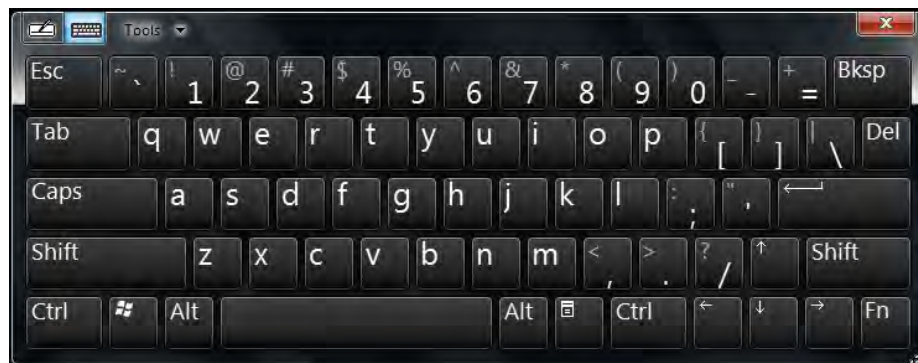 Tools
Esc ~ ` ! 1 @ 2 # 3 $ 4 % 5 ^ 6 & 7 * 8 ( 9 ) 0 _ - + = Bksp
Tab q w e r t y u i o p { [ } ] | \ Del
Caps a s d f g h j k l : ; " '
Shift z x c v b n m < , > . ? / ↑ Shift
Ctrl Alt Alt Ctrl ← ↓ → Fn